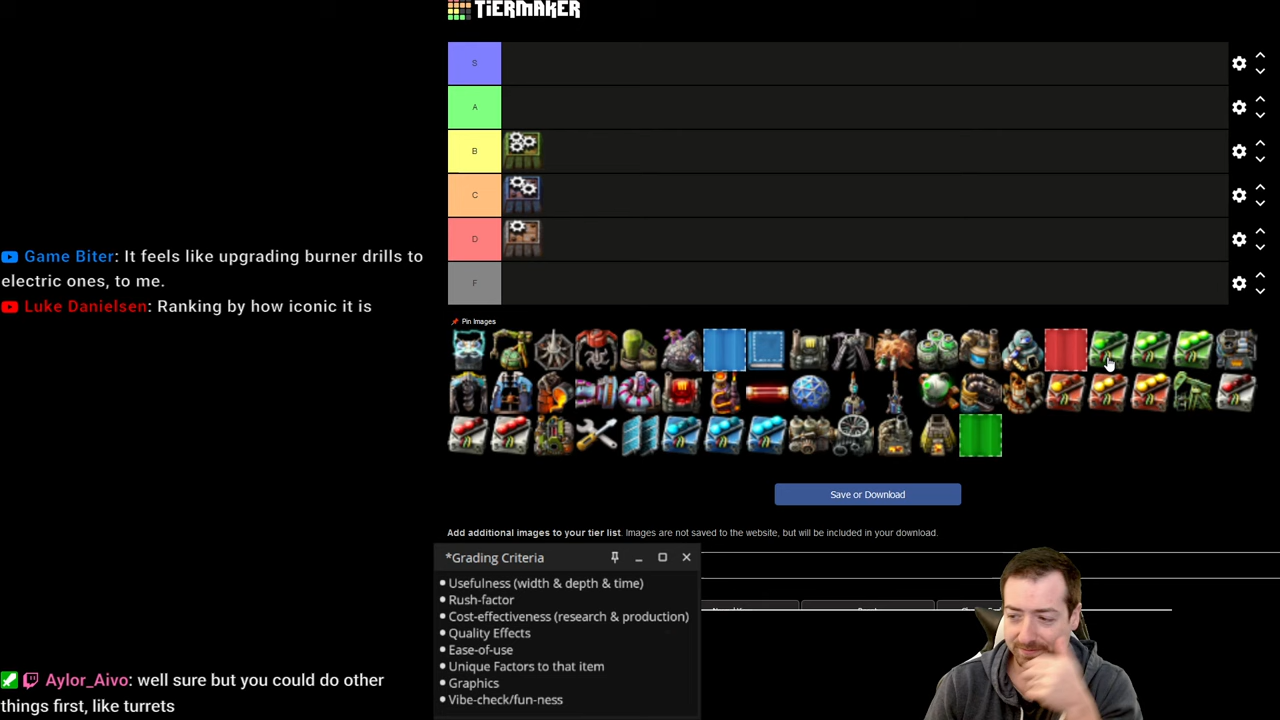 TIERMAKER
S
A
B
C
D
F
Game Biter: It feels like upgrading burner drills to
electric ones, to me.
Luke Danielsen: Ranking by how iconic it is
Pin Images
Save or Download
Add additional images to your tier list. Images are not saved to the website, but will be included in your download.
*Grading Criteria
Usefulness (width & depth & time)
Rush-factor
Cost-effectiveness (research & production)
Quality Effects
Ease-of-use
Unique Factors to that item
Graphics
Vibe-check/fun-ness
Aylor_Aivo: well sure but you could do other
things first, like turrets